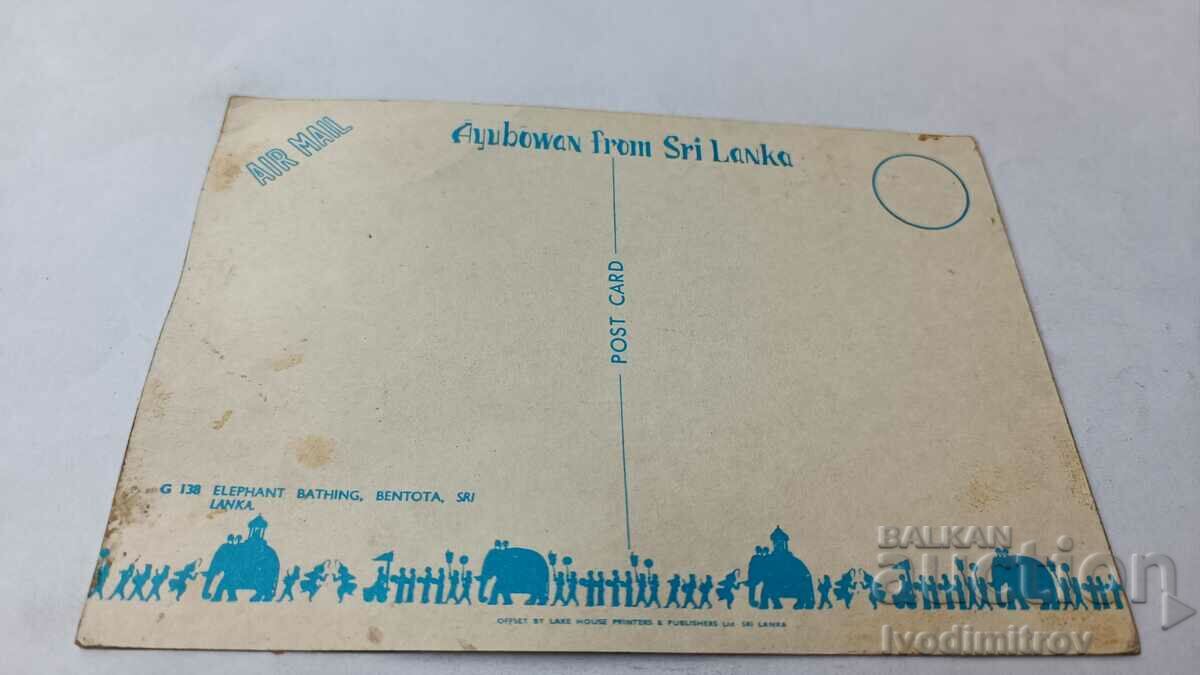 AIR MAIL
Ayubowan from Sri Lanka
POST CARD
G 138 ELEPHANT BATHING, BENTOTA, SRI
LANKA.
OFFSET BY LAKE HOUSE PRINTERS & PUBLISHERS Ltd. SRI LANKA
BALKAN
auction
Ivodimitrov